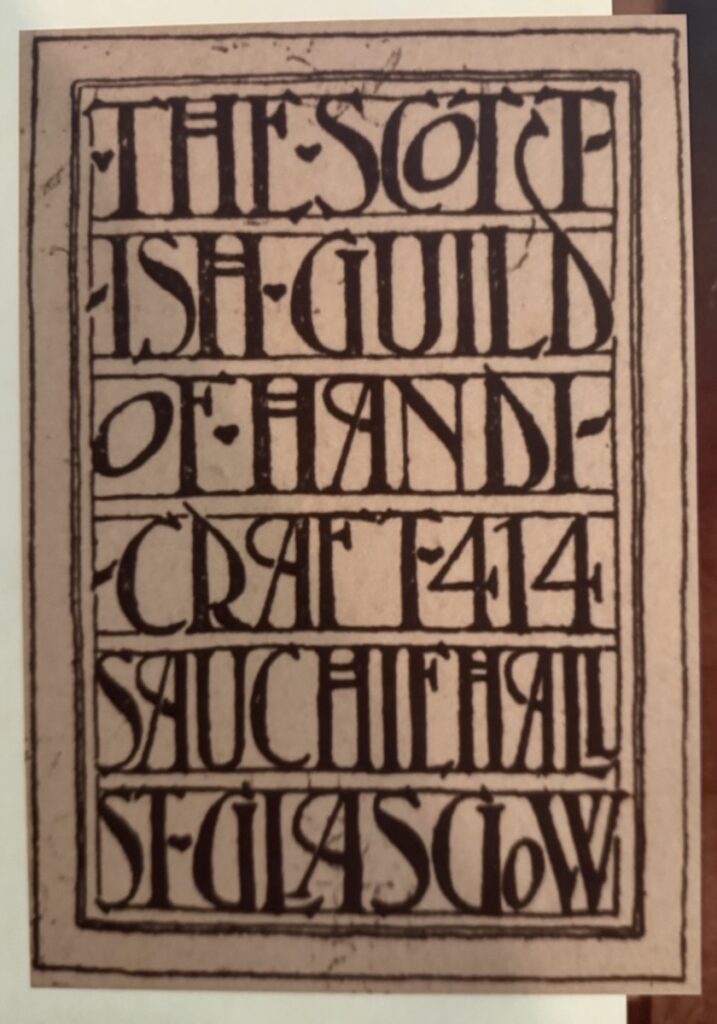 THE·SCOTT-
-ISH·GUILD
OF·HANDI-
-CRAFT·414
SAUCHIEHALL
ST·GLASGOW